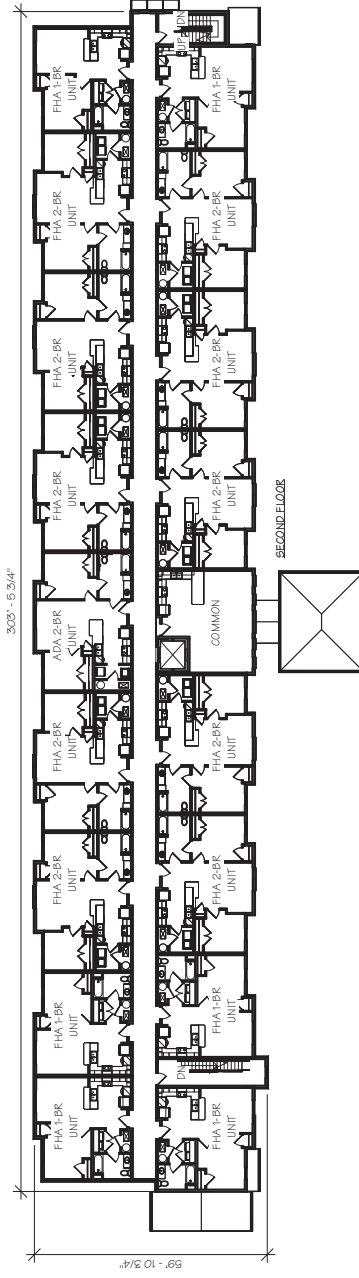 303' - 5 3/4"
59' - 10 3/4"
FHA 1-BR
UNIT
FHA 1-BR
UNIT
FHA 2-BR
UNIT
FHA 2-BR
UNIT
ADA 2-BR
UNIT
FHA 2-BR
UNIT
FHA 2-BR
UNIT
FHA 2-BR
UNIT
FHA 1-BR
UNIT
FHA 1-BR
UNIT
DN
FHA 1-BR
UNIT
FHA 2-BR
UNIT
FHA 2-BR
UNIT
COMMON
FHA 2-BR
UNIT
FHA 2-BR
UNIT
FHA 2-BR
UNIT
FHA 1-BR
UNIT
UP
DN
SECOND FLOOR